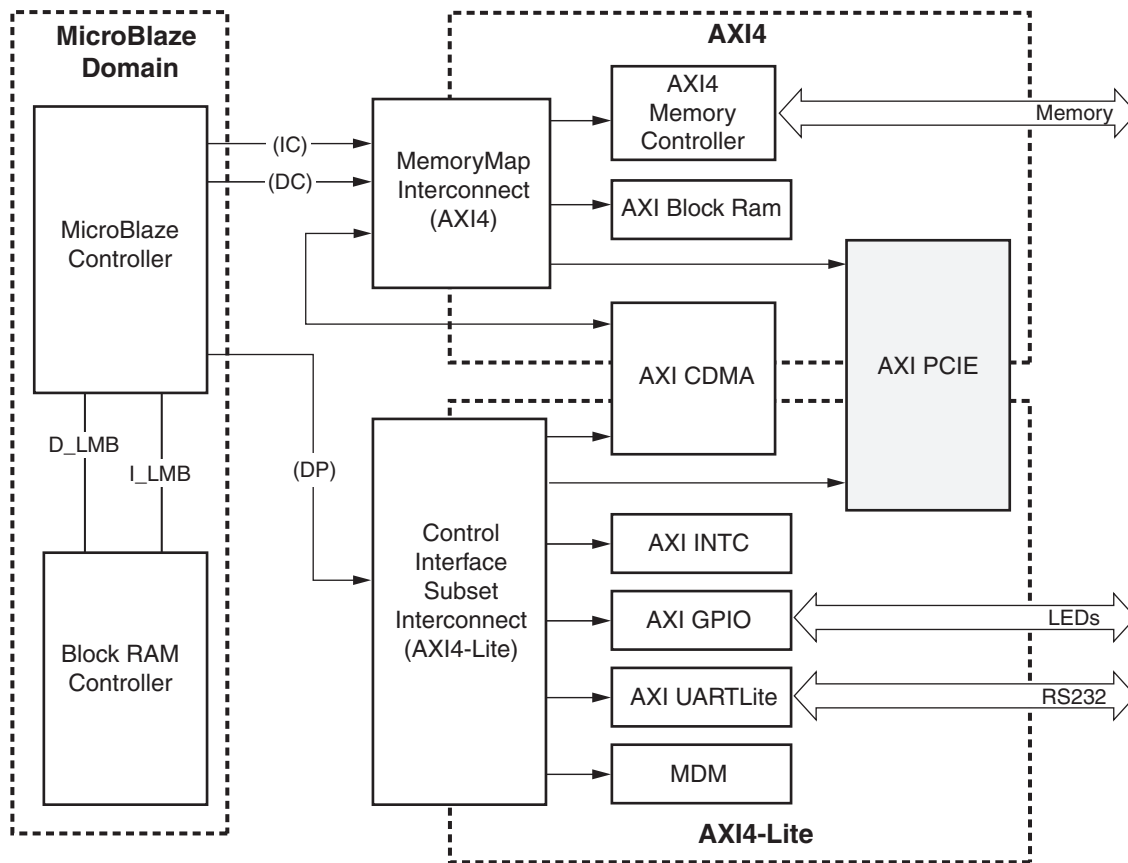 MicroBlaze
Domain
MicroBlaze
Controller
D_LMB
I_LMB
Block RAM
Controller
(IC)
(DC)
(DP)
AXI4
MemoryMap
Interconnect
(AXI4)
AXI4
Memory
Controller
Memory
AXI Block Ram
AXI CDMA
AXI PCIE
Control
Interface
Subset
Interconnect
(AXI4-Lite)
AXI INTC
AXI GPIO
LEDs
AXI UARTLite
RS232
MDM
AXI4-Lite